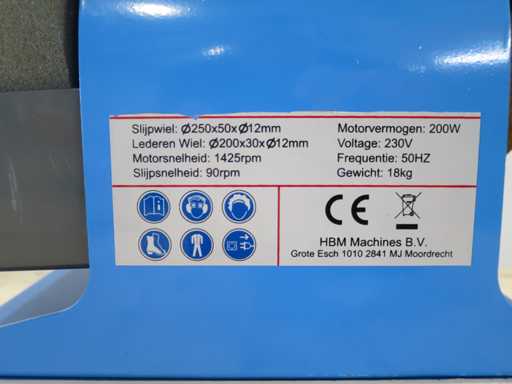 Slijpwiel: Ø250x50xØ12mm
Lederen Wiel: Ø200x30xØ12mm
Motorsnelheid: 1425rpm
Slijpsnelheid: 90rpm
Motorvermogen: 200W
Voltage: 230V
Frequentie: 50HZ
Gewicht: 18kg
CE
HBM Machines B.V.
Grote Esch 1010 2841 MJ Moordrecht